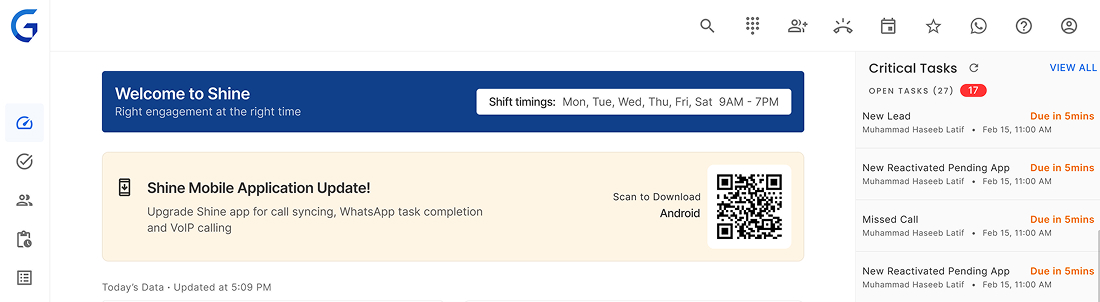 Welcome to Shine
Right engagement at the right time
Shift timings: Mon, Tue, Wed, Thu, Fri, Sat 9AM - 7PM
Shine Mobile Application Update!
Upgrade Shine app for call syncing, WhatsApp task completion
and VoIP calling
Scan to Download
Android
Today's Data • Updated at 5:09 PM
Critical Tasks
VIEW ALL
OPEN TASKS (27) 17
New Lead Due in 5mins
Muhammad Haseeb Latif • Feb 15, 11:00 AM
New Reactivated Pending App Due in 5mins
Muhammad Haseeb Latif • Feb 15, 11:00 AM
Missed Call Due in 5mins
Muhammad Haseeb Latif • Feb 15, 11:00 AM
New Reactivated Pending App Due in 5mins
Muhammad Haseeb Latif • Feb 15, 11:00 AM